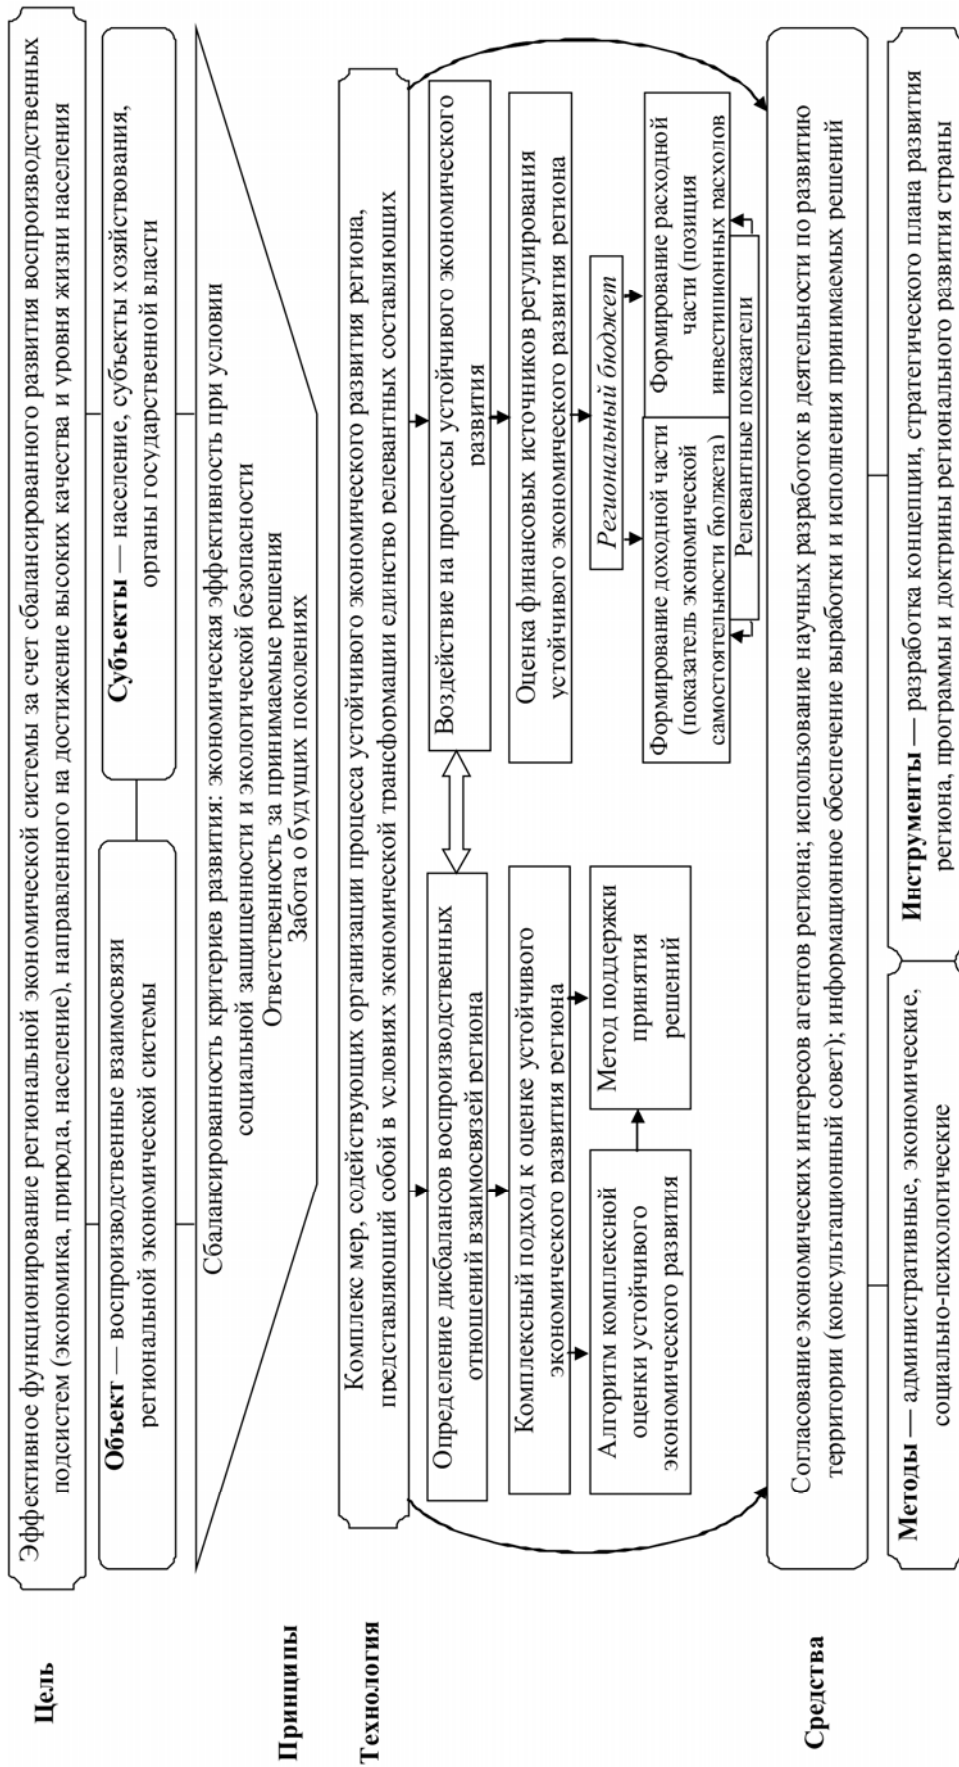 Цель
Эффективное функционирование региональной экономической системы за счет сбалансированного развития воспроизводственных
подсистем (экономика, природа, население), направленного на достижение высоких качества и уровня жизни населения
Объект — воспроизводственные взаимосвязи
региональной экономической системы
Субъекты — население, субъекты хозяйствования,
органы государственной власти
Принципы
Сбалансированность критериев развития: экономическая эффективность при условии
социальной защищенности и экологической безопасности
Ответственность за принимаемые решения
Забота о будущих поколениях
Технология
Комплекс мер, содействующих организации процесса устойчивого экономического развития региона,
представляющий собой в условиях экономической трансформации единство релевантных составляющих
Определение дисбалансов воспроизводственных
отношений взаимосвязей региона
Воздействие на процессы устойчивого экономического
развития
Комплексный подход к оценке устойчивого
экономического развития региона
Оценка финансовых источников регулирования
устойчивого экономического развития региона
Алгоритм комплексной
оценки устойчивого
экономического развития
Метод поддержки
принятия
решений
Региональный бюджет
Формирование доходной части
(показатель экономической
самостоятельности бюджета)
Формирование расходной
части (позиция
инвестиционных расходов
Релевантные показатели
Средства
Согласование экономических интересов агентов региона; использование научных разработок в деятельности по развитию
территории (консультационный совет); информационное обеспечение выработки и исполнения принимаемых решений
Методы — административные, экономические,
социально-психологические
Инструменты — разработка концепции, стратегического плана развития
региона, программы и доктрины регионального развития страны